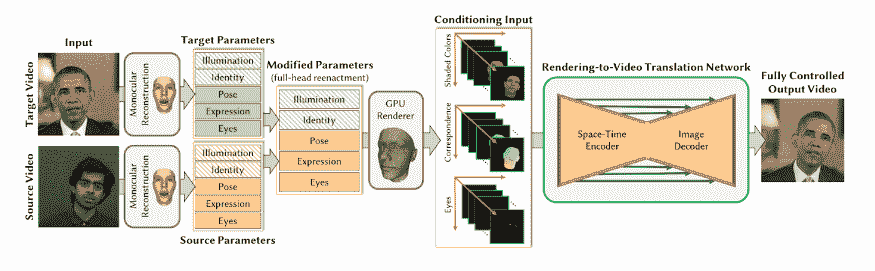 Input
Target Video
Monocular
Reconstruction
Target Parameters
Illumination
Identity
Pose
Expression
Eyes
Source Video
Monocular
Reconstruction
Illumination
Identity
Pose
Expression
Eyes
Source Parameters
Modified Parameters
(full-head reenactment)
Illumination
Identity
Pose
Expression
Eyes
GPU
Renderer
Conditioning Input
Shaded Colors
Correspondence
Eyes
Rendering-to-Video Translation Network
Space-Time
Encoder
Image
Decoder
Fully Controlled
Output Video